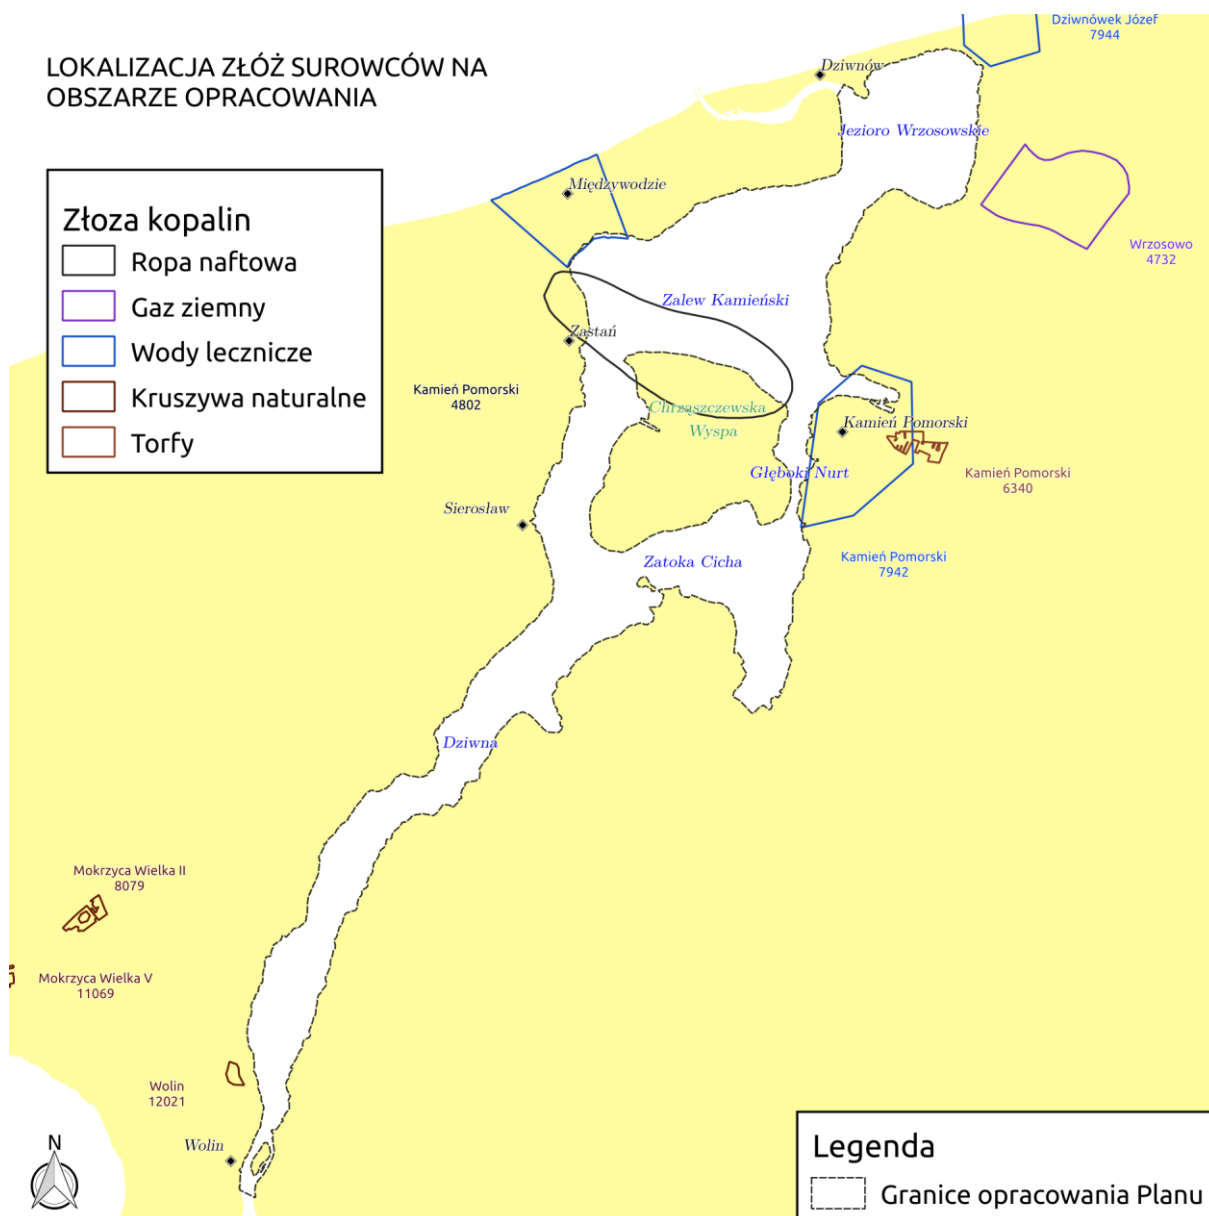 LOKALIZACJA ZŁÓŻ SUROWCÓW NA
OBSZARZE OPRACOWANIA
Dziwnówek Józef
7944
Dziwnów
Jezioro Wrzosowskie
Złoża kopalin
Ropa naftowa
Gaz ziemny
Wody lecznicze
Kruszywa naturalne
Torfy
Międzywodzie
Wrzosowo
4732
Zalew Kamieński
Zastań
Kamień Pomorski
4802
Chrząszczewska
Wyspa
Kamień Pomorski
Głęboki Nurt
Kamień Pomorski
6340
Sierosław
Zatoka Cicha
Kamień Pomorski
7942
Dziwna
Mokrzyca Wielka II
8079
Mokrzyca Wielka V
11069
Wolin
12021
Wolin
N
Legenda
Granice opracowania Planu